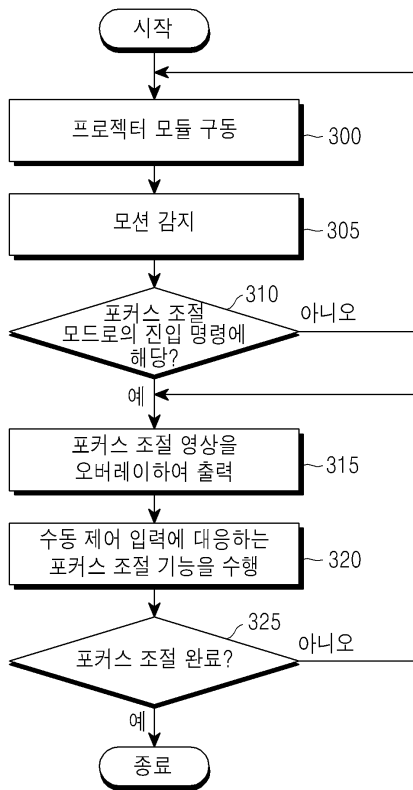 시작
프로젝터 모듈 구동
300
모션 감지
305
310
포커스 조절
모드로의 진입 명령에
해당?
아니오
예
포커스 조절 영상을
오버레이하여 출력
315
수동 제어 입력에 대응하는
포커스 조절 기능을 수행
320
325
포커스 조절 완료?
아니오
예
종료